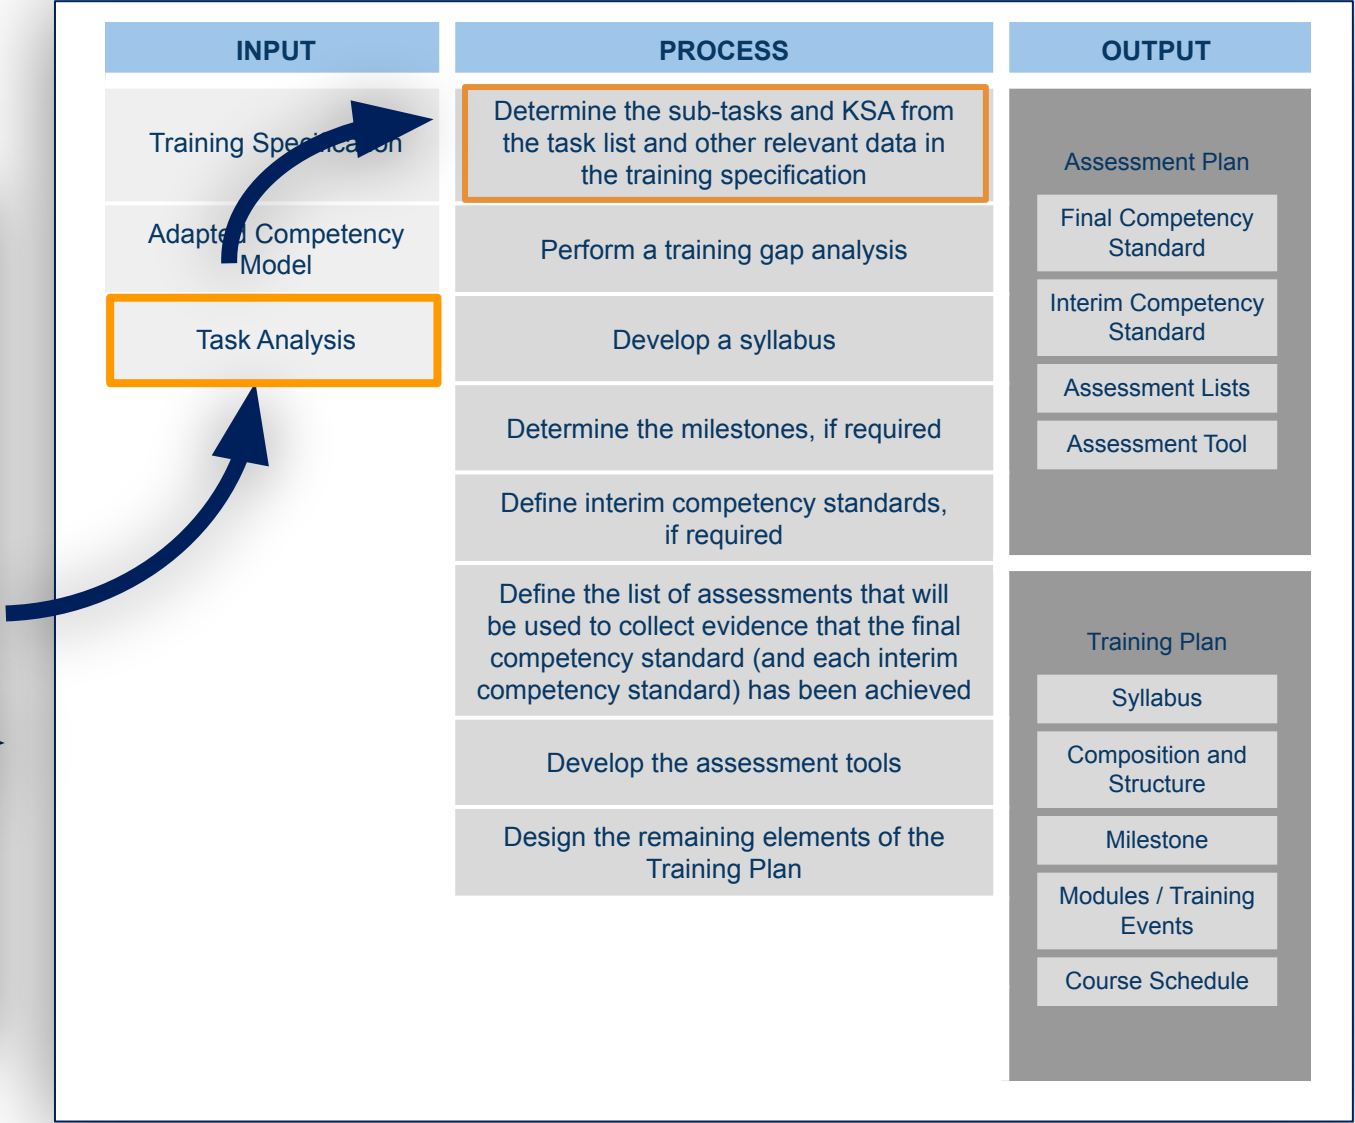 INPUT
PROCESS
OUTPUT
Training Specification
Adapted Competency
Model
Task Analysis
Determine the sub-tasks and KSA from
the task list and other relevant data in
the training specification
Perform a training gap analysis
Develop a syllabus
Determine the milestones, if required
Define interim competency standards,
if required
Define the list of assessments that will
be used to collect evidence that the final
competency standard (and each interim
competency standard) has been achieved
Develop the assessment tools
Design the remaining elements of the
Training Plan
Assessment Plan
Final Competency
Standard
Interim Competency
Standard
Assessment Lists
Assessment Tool
Training Plan
Syllabus
Composition and
Structure
Milestone
Modules / Training
Events
Course Schedule